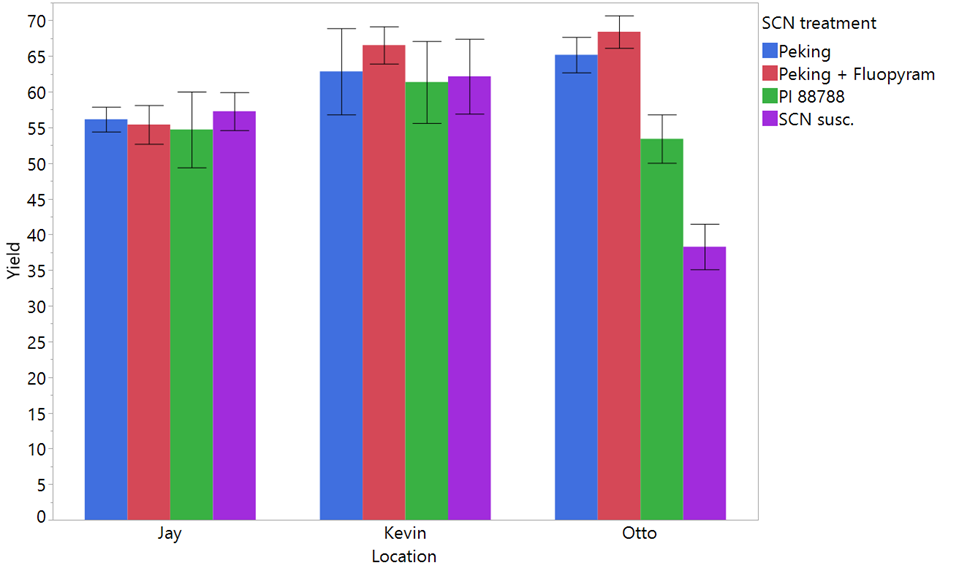 SCN treatment
Peking
Peking + Fluopyram
PI 88788
SCN susc.
70
65
60
55
50
45
40
35
30
25
20
15
10
5
0
Yield
Jay Kevin Otto
Location